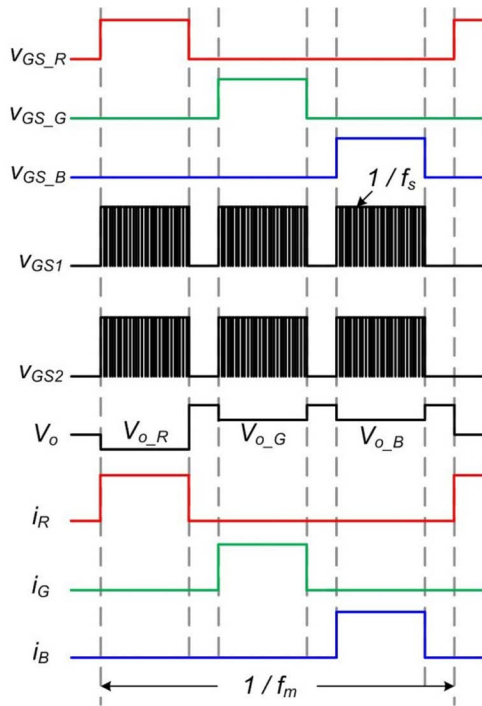 vGS_R
vGS_G
vGS_B
1 / fs
vGS1
vGS2
Vo
Vo_R
Vo_G
Vo_B
iR
iG
iB
1 / fm